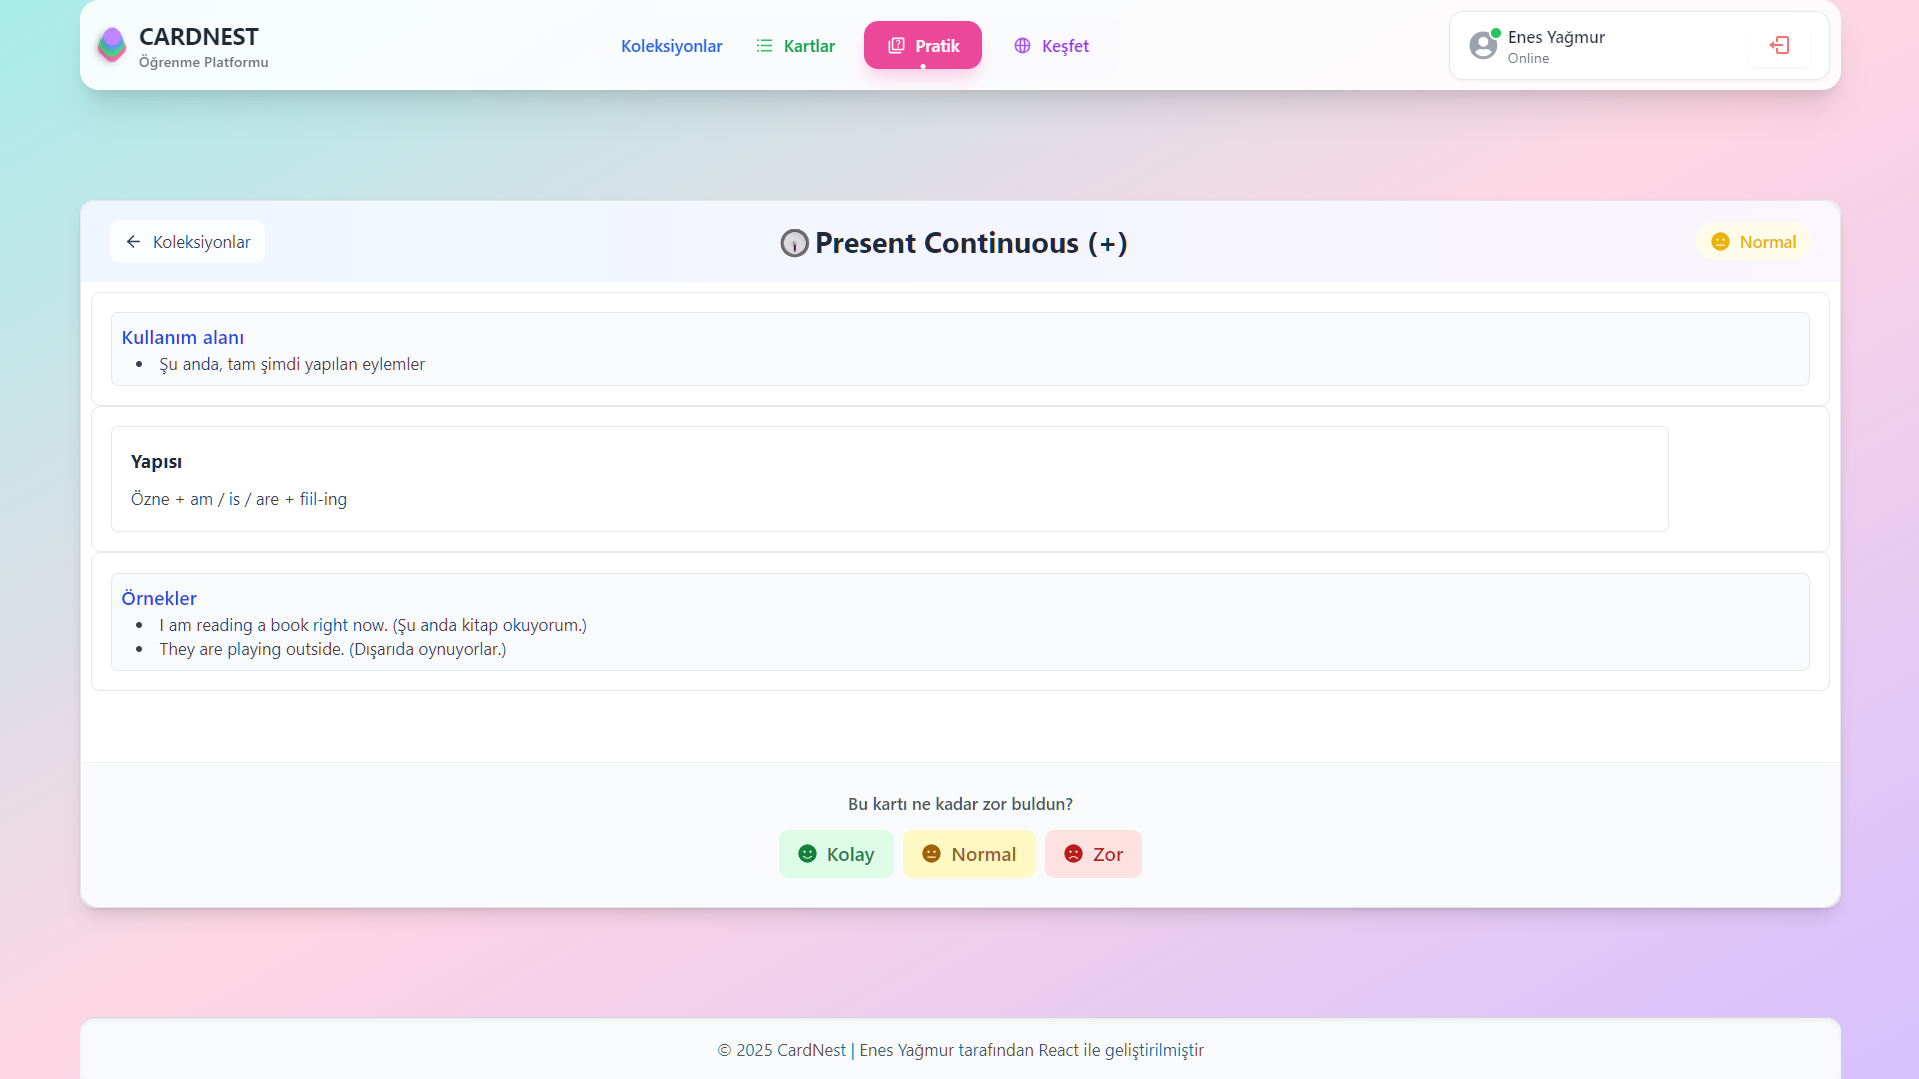 CARDNEST
Öğrenme Platformu
Koleksiyonlar
Kartlar
Pratik
Keşfet
Enes Yağmur
Online
Koleksiyonlar
Present Continuous (+)
Normal
Kullanım alanı
• Şu anda, tam şimdi yapılan eylemler
Yapısı
Özne + am / is / are + fiil-ing
Örnekler
• I am reading a book right now. (Şu anda kitap okuyorum.)
• They are playing outside. (Dışarıda oynuyorlar.)
Bu kartı ne kadar zor buldun?
Kolay
Normal
Zor
© 2025 CardNest | Enes Yağmur tarafından React ile geliştirilmiştir